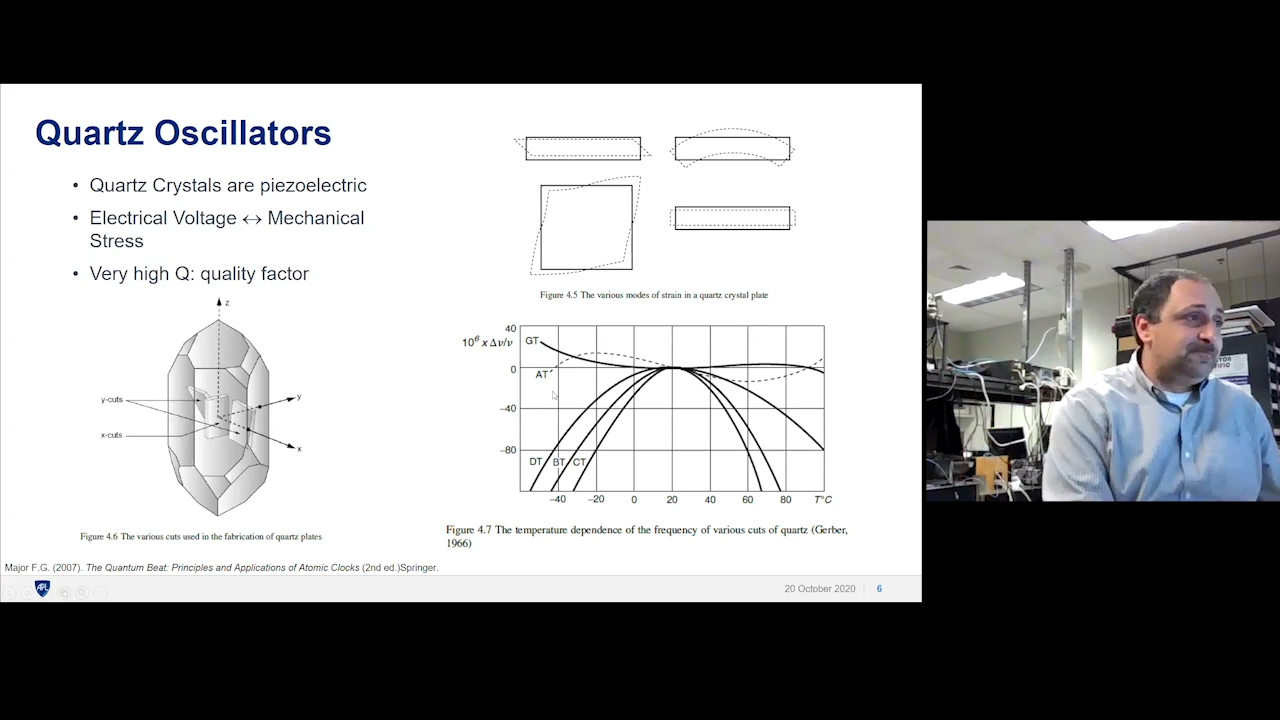 Quartz Oscillators
• Quartz Crystals are piezoelectric
• Electrical Voltage ↔ Mechanical
Stress
• Very high Q: quality factor
z
y-cuts
x-cuts
y
x
Figure 4.6 The various cuts used in the fabrication of quartz plates
Figure 4.5 The various modes of strain in a quartz crystal plate
10⁶ x Δν/ν
40
0
−40
−80
GT
AT
DT BT CT
−40 −20 0 20 40 60 80 T°C
Figure 4.7 The temperature dependence of the frequency of various cuts of quartz (Gerber,
1966)
Major F.G. (2007). The Quantum Beat: Principles and Applications of Atomic Clocks (2nd ed.)Springer.
APL
20 October 2020 | 6